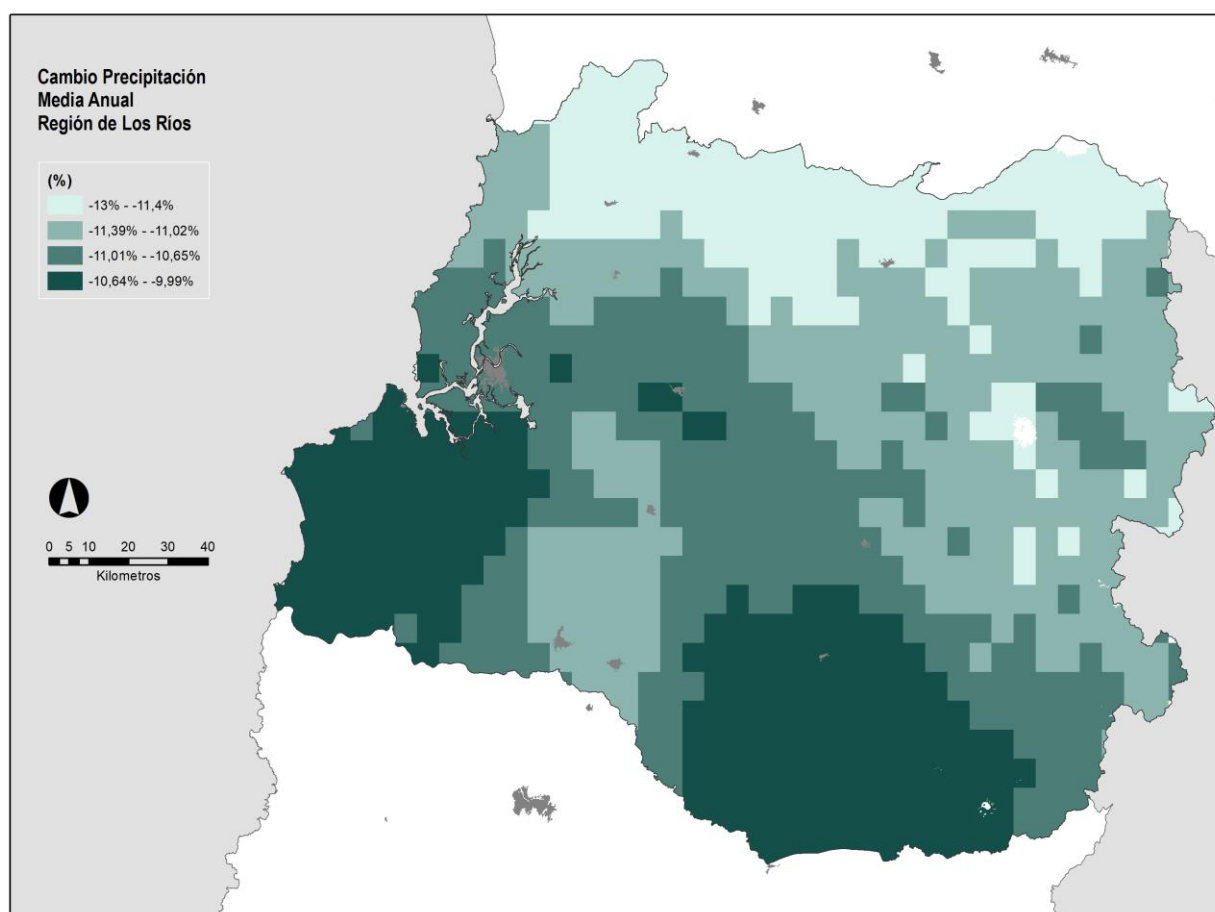 Cambio Precipitación
Media Anual
Región de Los Ríos
(%)
-13% - -11,4%
-11,39% - -11,02%
-11,01% - -10,65%
-10,64% - -9,99%
0 5 10 20 30 40
Kilometros